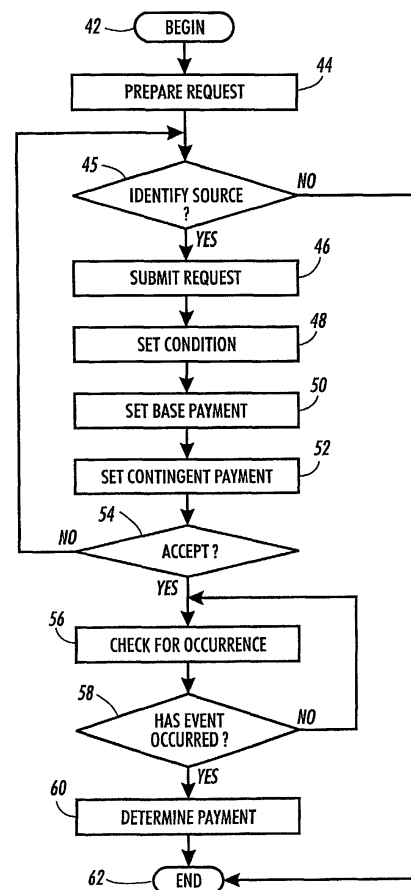 42
BEGIN
44
PREPARE REQUEST
45
IDENTIFY SOURCE
?
NO
YES
46
SUBMIT REQUEST
48
SET CONDITION
50
SET BASE PAYMENT
52
SET CONTINGENT PAYMENT
54
NO
ACCEPT ?
YES
56
CHECK FOR OCCURRENCE
58
HAS EVENT
OCCURRED ?
NO
YES
60
DETERMINE PAYMENT
62
END